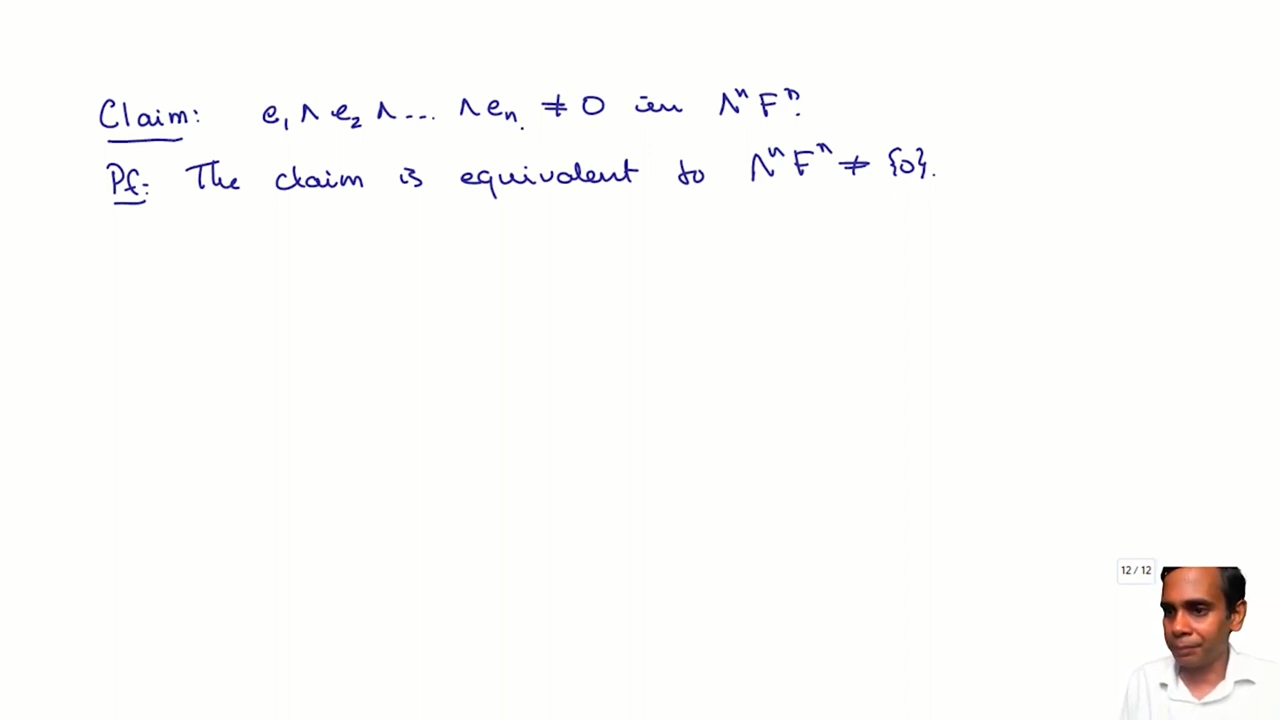 Claim: e₁ ∧ e₂ ∧ ... ∧ eₙ ≠ 0 in ΛⁿFⁿ.
Pf: The claim is equivalent to ΛⁿFⁿ ≠ {0}.
12 / 12